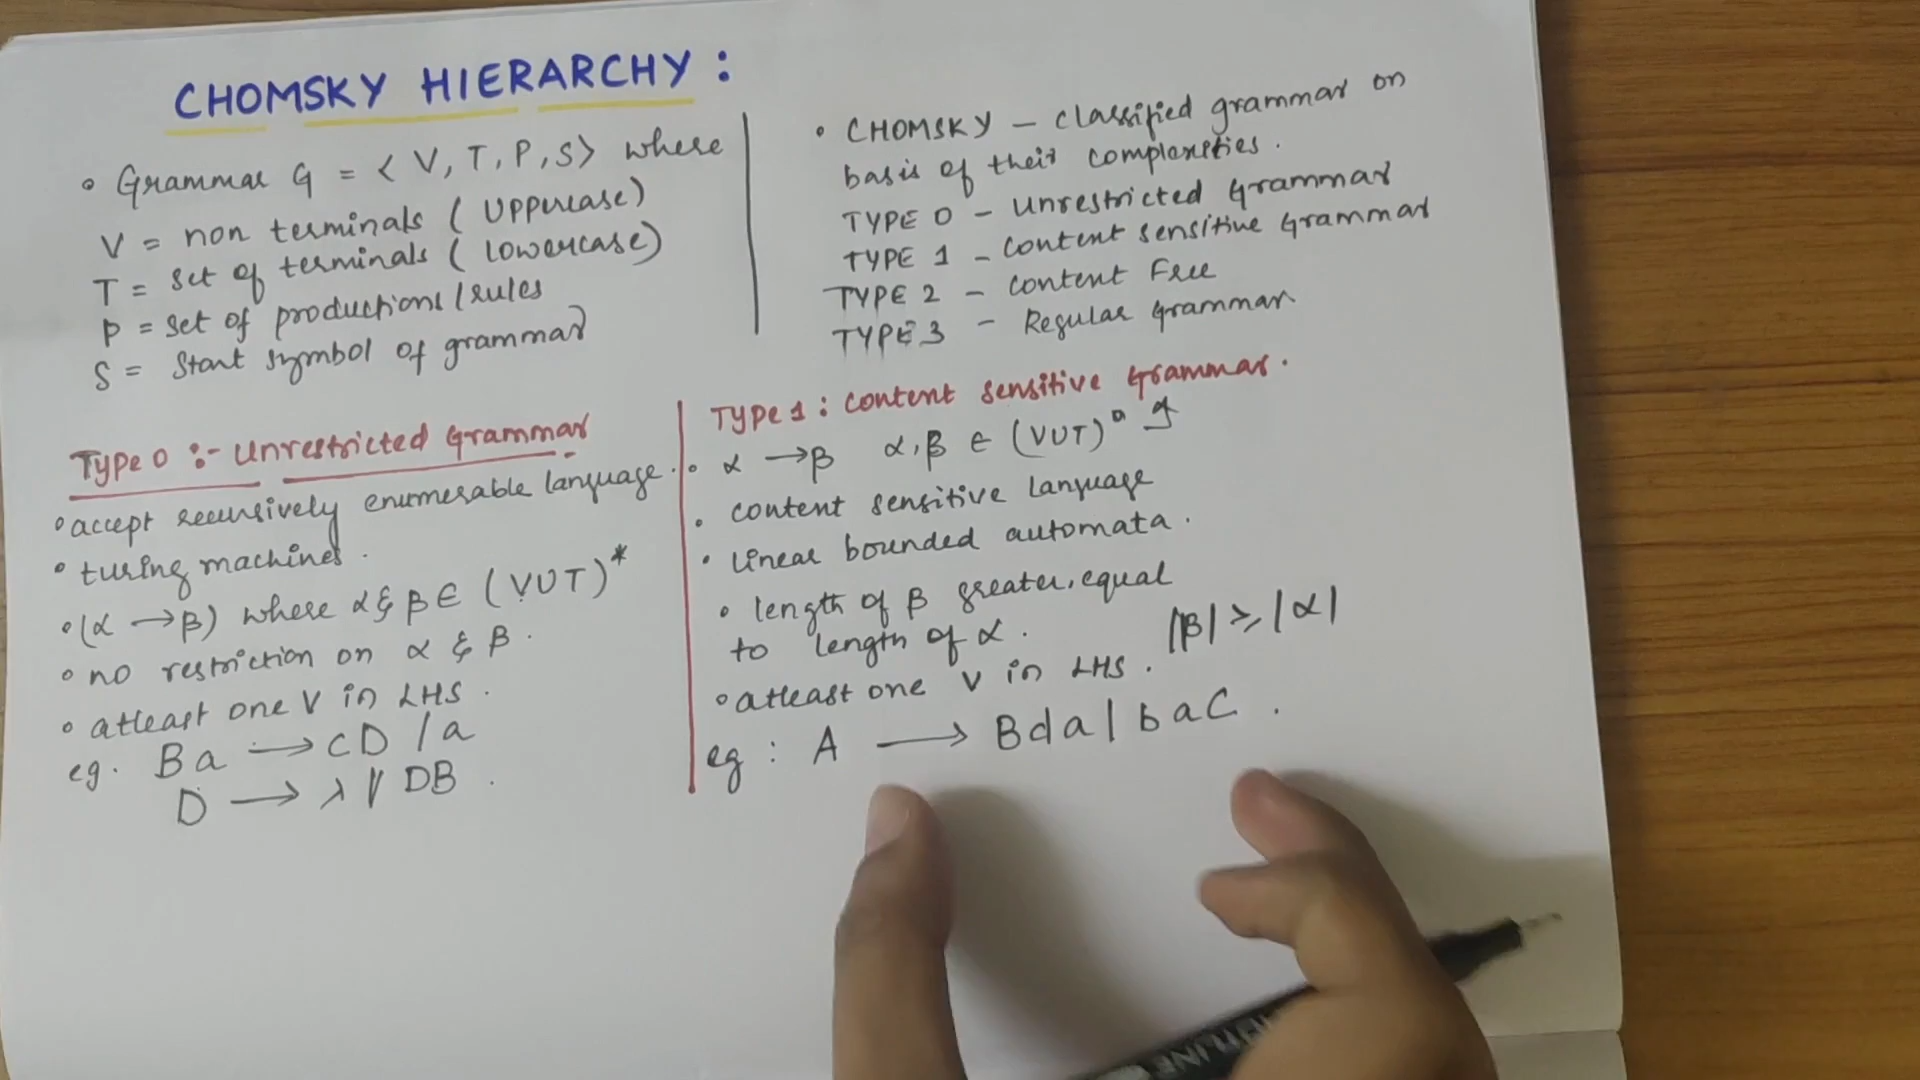 CHOMSKY HIERARCHY :
• Grammar G = < V, T, P, S> where
V = non terminals ( Uppercase)
T = set of terminals ( lowercase)
P = set of productions / rules
S = Start symbol of grammar
• CHOMSKY – classified grammar on
basis of their complexities .
TYPE 0 – unrestricted Grammar
TYPE 1 – content sensitive Grammar
TYPE 2 – content Free
TYPE 3 – Regular Grammar
Type 0 :- Unrestricted Grammar
• accept recursively enumerable language .
• turing machines .
• (α → β) where α & β ∈ (VUT)*
• no restriction on α & β .
• atleast one V in LHS .
eg. Ba → cD / a
D → λ / DB .
Type 1 : content sensitive Grammar .
• α → β α, β ∈ (VUT)
• content sensitive language
• linear bounded automata .
• length of β greater, equal
to length of α . |β| ≥ |α|
• atleast one V in LHS .
eg : A → Bda | baC .